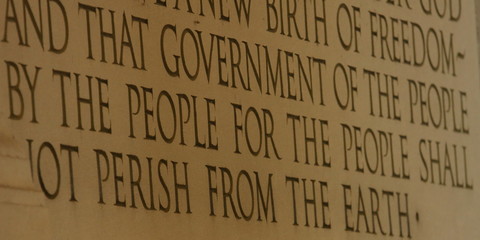 A NEW BIRTH OF FREEDOM~
AND THAT GOVERNMENT OF THE PEOPLE
BY THE PEOPLE FOR THE PEOPLE SHALL
NOT PERISH FROM THE EARTH·